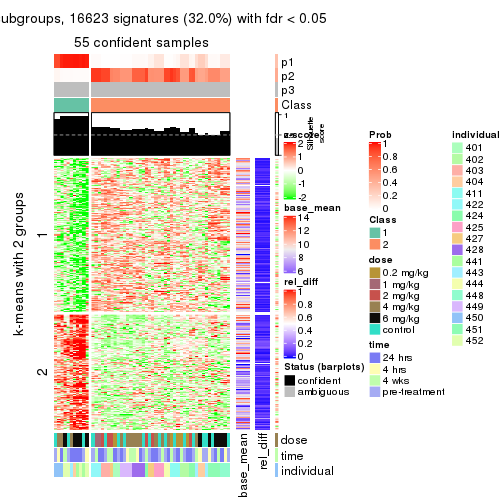 ubgroups, 16623 signatures (32.0%) with fdr < 0.05
55 confident samples
p1
p2
p3
Class
1
Silhouette
score
k-means with 2 groups
1
2
dose
time
individual
base_mean
rel_diff
z-score
2
1
0
-1
-2
base_mean
14
12
10
8
6
rel_diff
1
0.8
0.6
0.4
0.2
0
Status (barplots)
confident
ambiguous
Prob
1
0.8
0.6
0.4
0.2
0
Class
1
2
dose
0.2 mg/kg
1 mg/kg
2 mg/kg
4 mg/kg
6 mg/kg
control
time
24 hrs
4 hrs
4 wks
pre-treatment
individual
401
402
403
404
411
422
424
425
427
428
441
443
444
448
449
450
451
452